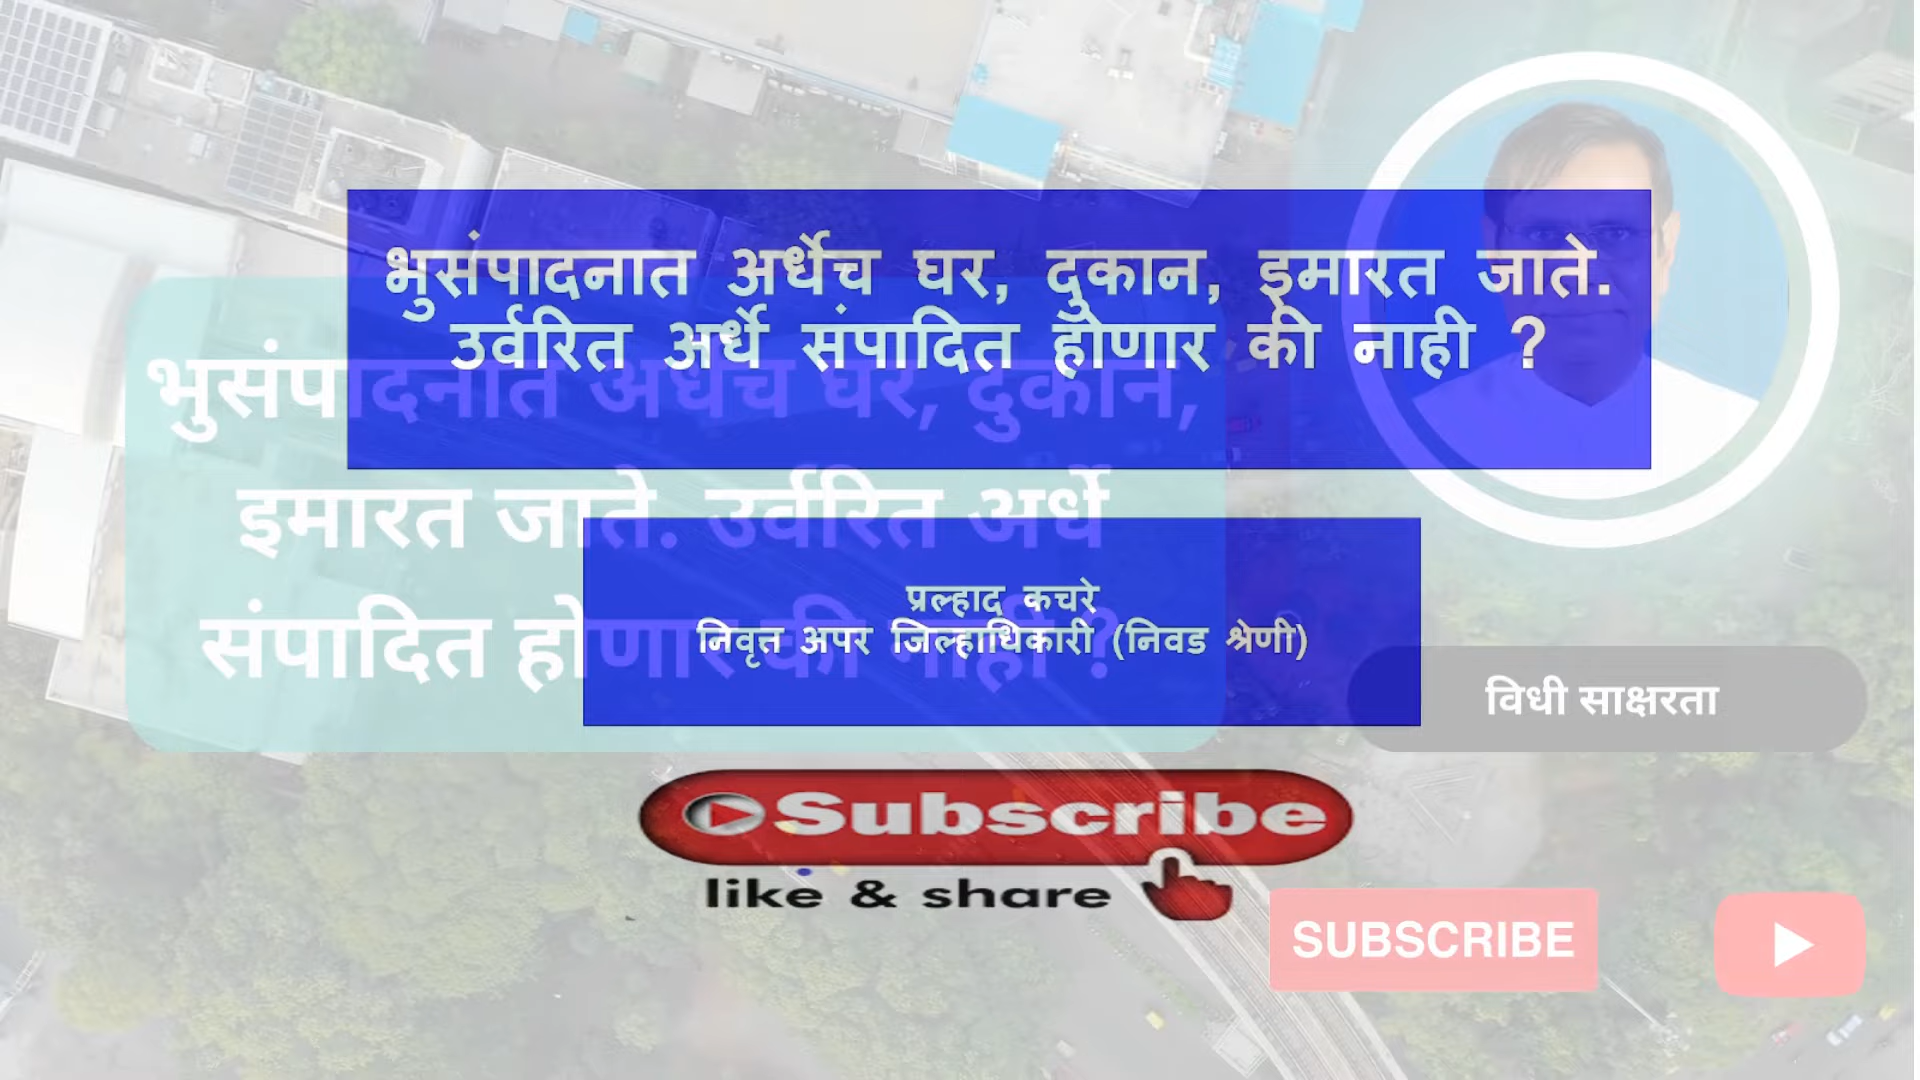 भुसंपादनात अर्धेच घर, दुकान, इमारत जाते.
उर्वरित अर्धे संपादित होणार की नाही ?
भुसंपादनात अर्धेच घर, दुकान,
इमारत जाते. उर्वरित अर्धे
संपादित होणार की नाही ?
प्रल्हाद कचरे
निवृत्त अपर जिल्हाधिकारी (निवड श्रेणी)
विधी साक्षरता
Subscribe
like & share
SUBSCRIBE